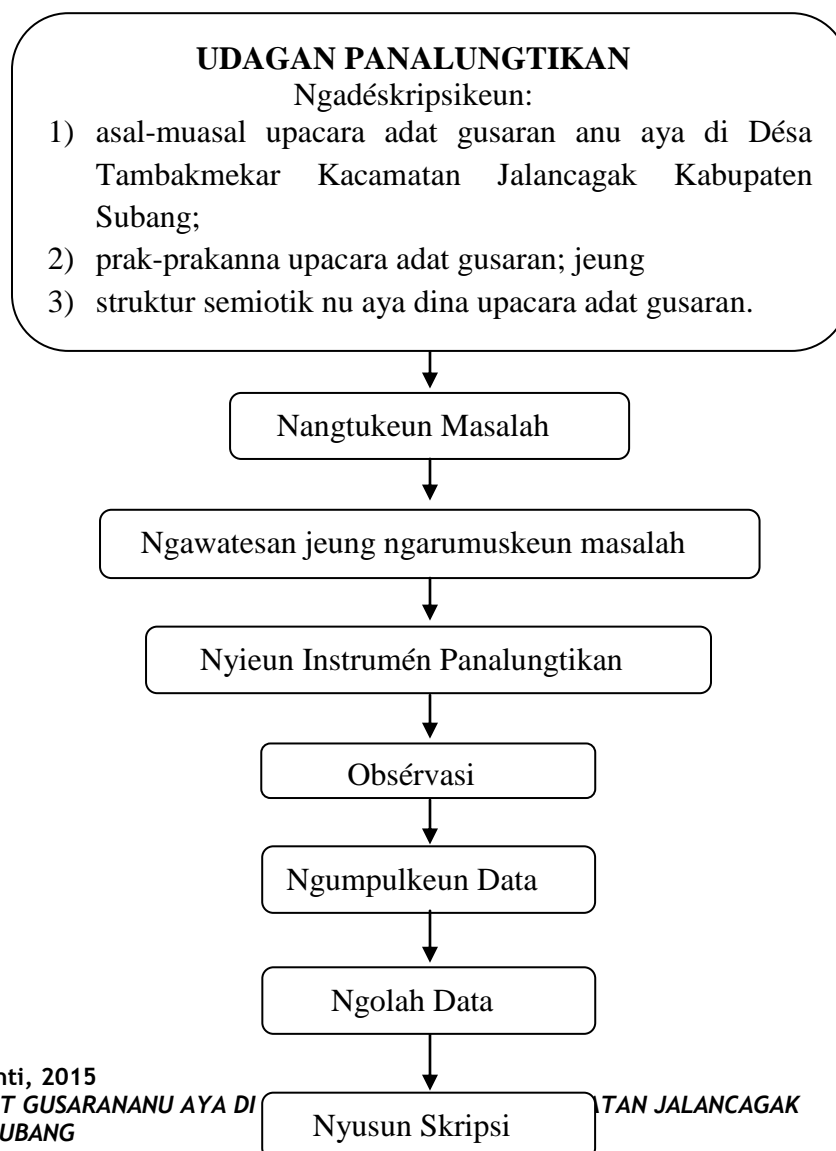 UDAGAN PANALUNGTIKAN
Ngadéskripsikeun:
1) asal-muasal upacara adat gusaran anu aya di Désa
Tambakmekar Kacamatan Jalancagak Kabupaten
Subang;
2) prak-prakanna upacara adat gusaran; jeung
3) struktur semiotik nu aya dina upacara adat gusaran.
Nangtukeun Masalah
Ngawatesan jeung ngarumuskeun masalah
Nyieun Instrumén Panalungtikan
Obsérvasi
Ngumpulkeun Data
Ngolah Data
nti, 2015
T GUSARANANU AYA DI ATAN JALANCAGAK
UBANG
Nyusun Skripsi